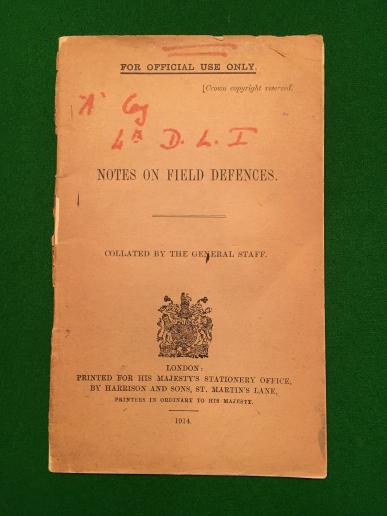 FOR OFFICIAL USE ONLY.
[Crown copyright reserved.
"A" Coy
4th D. L. I
NOTES ON FIELD DEFENCES.
COLLATED BY THE GENERAL STAFF.
LONDON:
PRINTED FOR HIS MAJESTY'S STATIONERY OFFICE,
BY HARRISON AND SONS, ST. MARTIN'S LANE,
PRINTERS IN ORDINARY TO HIS MAJESTY.
1914.